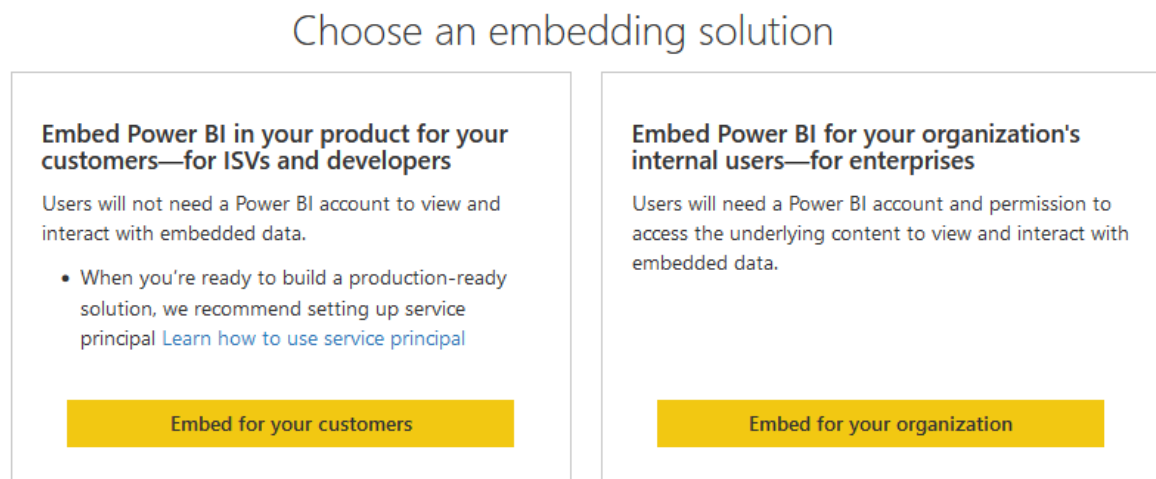 Choose an embedding solution
Embed Power BI in your product for your
customers—for ISVs and developers
Users will not need a Power BI account to view and
interact with embedded data.
• When you're ready to build a production-ready
solution, we recommend setting up service
principal Learn how to use service principal
Embed for your customers
Embed Power BI for your organization's
internal users—for enterprises
Users will need a Power BI account and permission to
access the underlying content to view and interact with
embedded data.
Embed for your organization